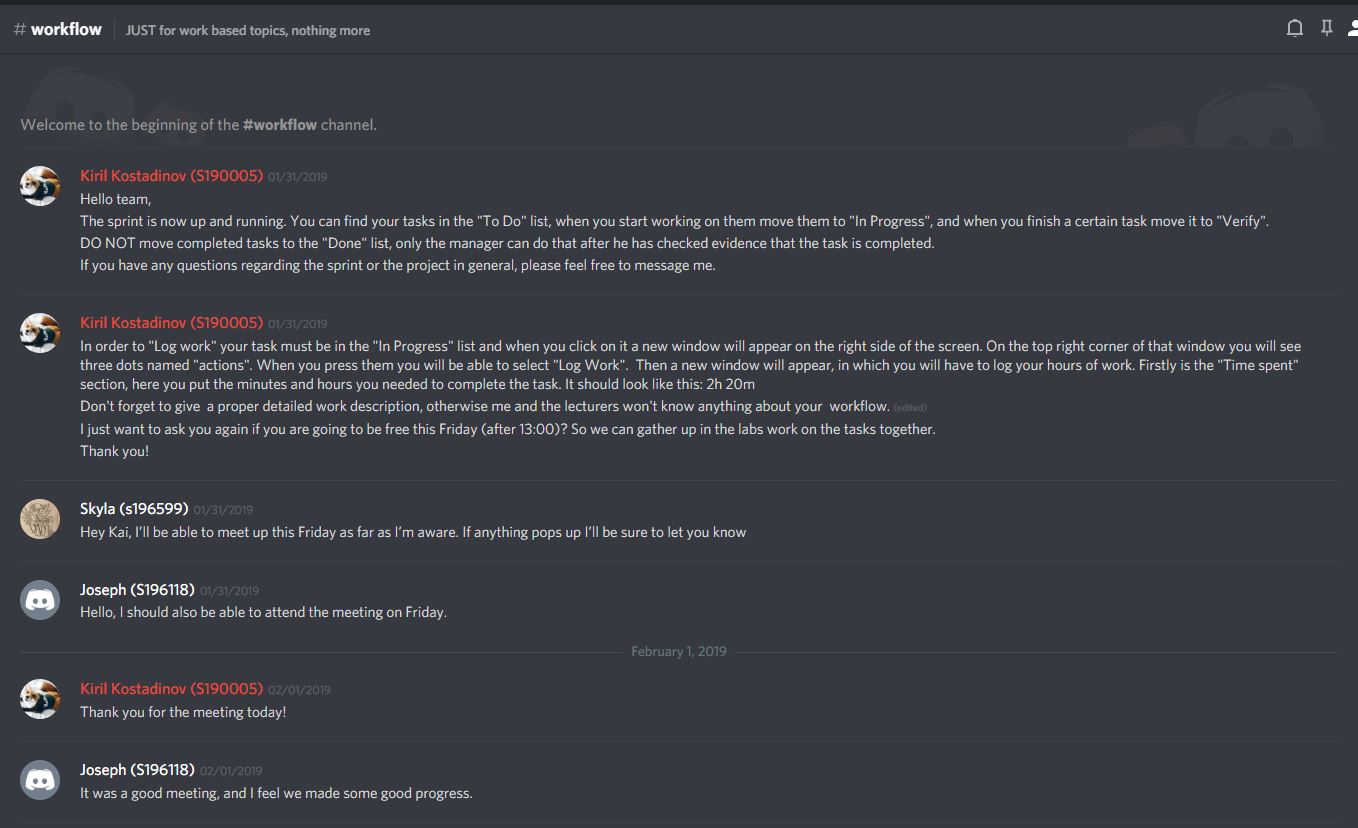 # workflow JUST for work based topics, nothing more
Welcome to the beginning of the #workflow channel.
Kiril Kostadinov (S190005) 01/31/2019
Hello team,
The sprint is now up and running. You can find your tasks in the "To Do" list, when you start working on them move them to "In Progress", and when you finish a certain task move it to "Verify".
DO NOT move completed tasks to the "Done" list, only the manager can do that after he has checked evidence that the task is completed.
If you have any questions regarding the sprint or the project in general, please feel free to message me.
Kiril Kostadinov (S190005) 01/31/2019
In order to "Log work" your task must be in the "In Progress" list and when you click on it a new window will appear on the right side of the screen. On the top right corner of that window you will see
three dots named "actions". When you press them you will be able to select "Log Work".  Then a new window will appear, in which you will have to log your hours of work. Firstly is the "Time spent"
section, here you put the minutes and hours you needed to complete the task. It should look like this: 2h 20m
Don't forget to give  a proper detailed work description, otherwise me and the lecturers won't know anything about your  workflow. (edited)
I just want to ask you again if you are going to be free this Friday (after 13:00)? So we can gather up in the labs work on the tasks together.
Thank you!
Skyla (s196599) 01/31/2019
Hey Kai, I'll be able to meet up this Friday as far as I'm aware. If anything pops up I'll be sure to let you know
Joseph (S196118) 01/31/2019
Hello, I should also be able to attend the meeting on Friday.
February 1, 2019
Kiril Kostadinov (S190005) 02/01/2019
Thank you for the meeting today!
Joseph (S196118) 02/01/2019
It was a good meeting, and I feel we made some good progress.